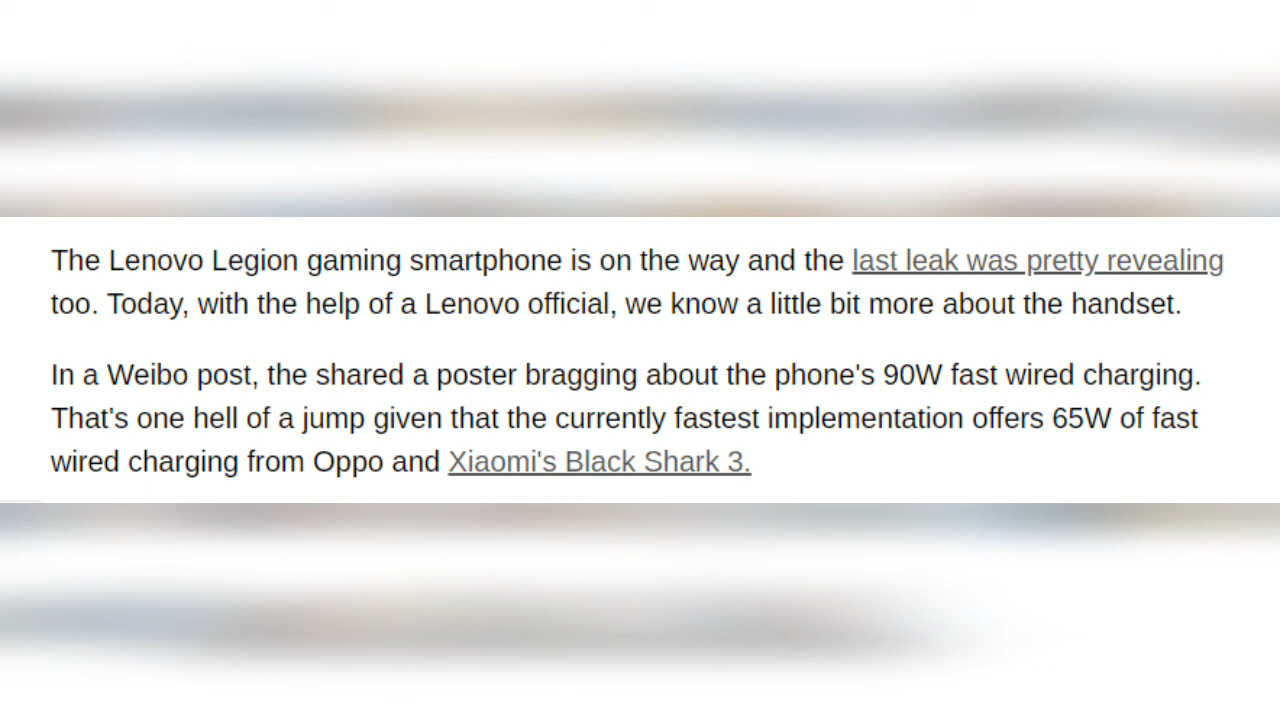 The Lenovo Legion gaming smartphone is on the way and the last leak was pretty revealing
too. Today, with the help of a Lenovo official, we know a little bit more about the handset.
In a Weibo post, the shared a poster bragging about the phone's 90W fast wired charging.
That's one hell of a jump given that the currently fastest implementation offers 65W of fast
wired charging from Oppo and Xiaomi's Black Shark 3.